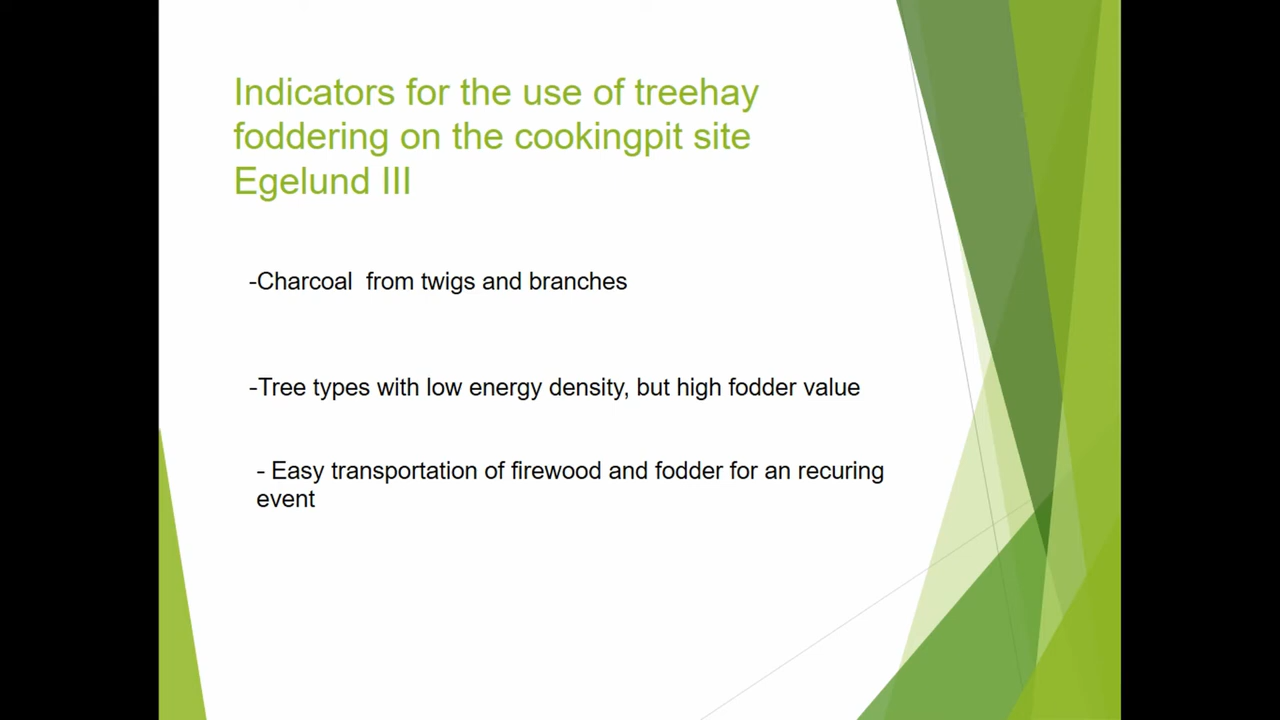 Indicators for the use of treehay
foddering on the cookingpit site
Egelund III
-Charcoal  from twigs and branches
-Tree types with low energy density, but high fodder value
- Easy transportation of firewood and fodder for an recuring
event